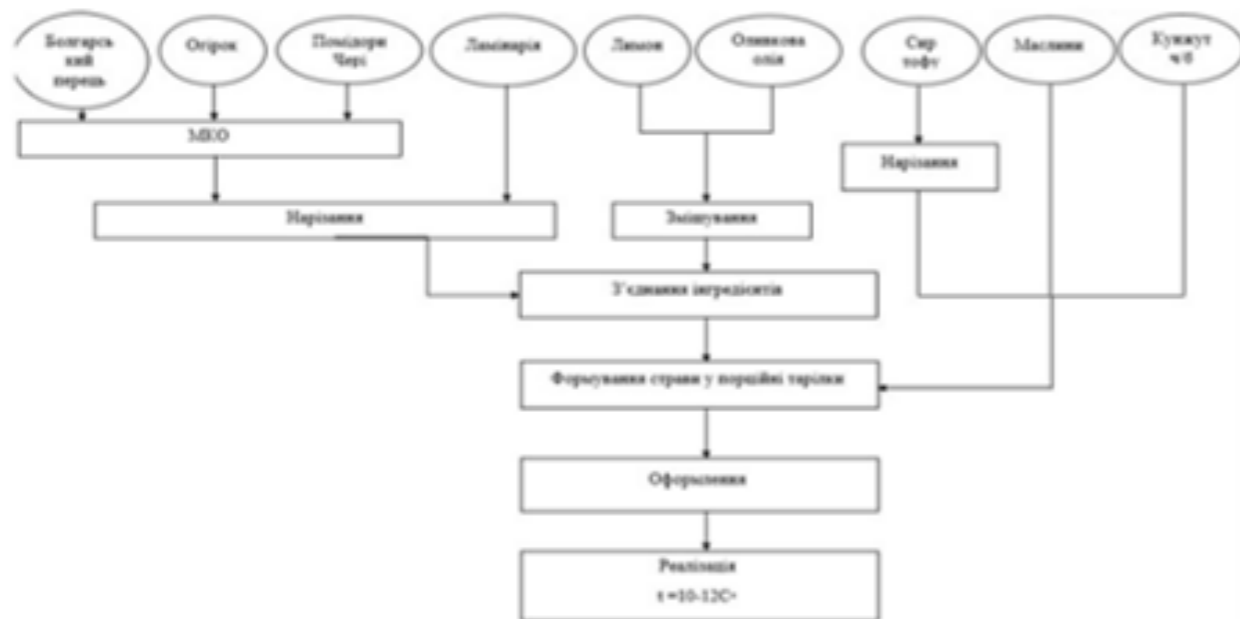 Болгарсь
кий
перець
Огірок
Помідори
Чері
Ламінарія
Лимон
Оливкова
олія
Сир
тофу
Маслини
Кунжут
ч/б
МКО
Нарізання
Нарізання
Змішування
З'єднання інгредієнтів
Формування страви у порційні тарілки
Оформлення
Реалізація
t =10-12C°